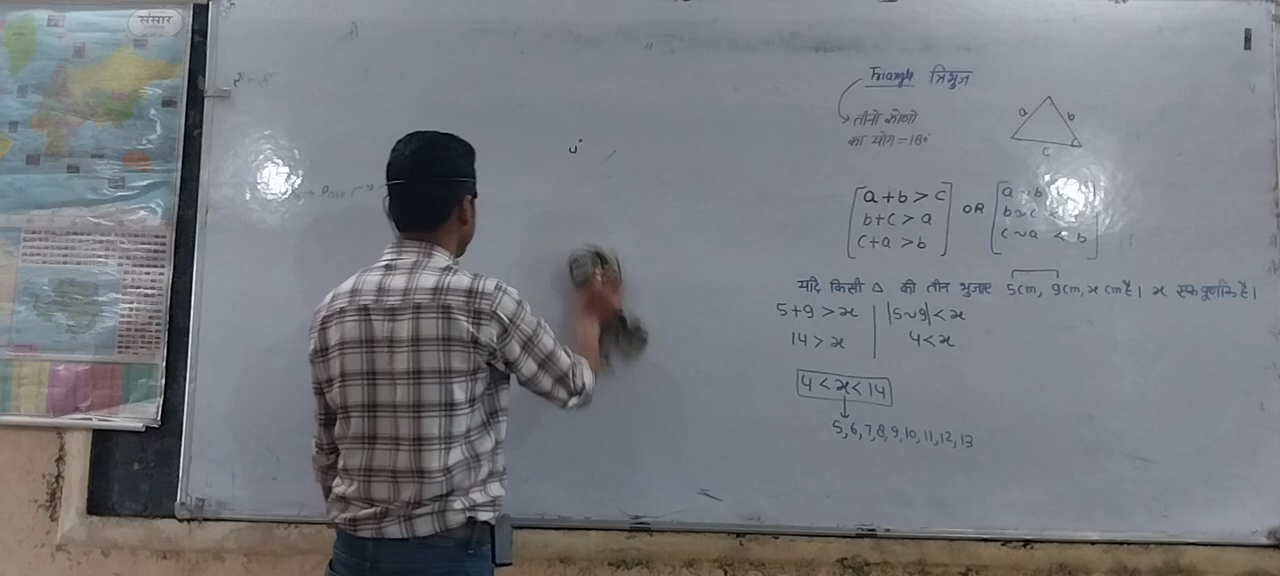 संसार
Triangle त्रिभुज
तीनो कोणो
का योग = 180°
a b
c
a + b > c
b + c > a
c + a > b
OR
a ~ b
b ~ c <
c ~ a < b
यदि किसी △ की तीन भुजाए 5cm, 9cm, x cm है। x एक पूर्णांक है।
5 + 9 > x |5 ~ 9| < x
14 > x 4 < x
4 < x < 14
5, 6, 7, 8, 9, 10, 11, 12, 13